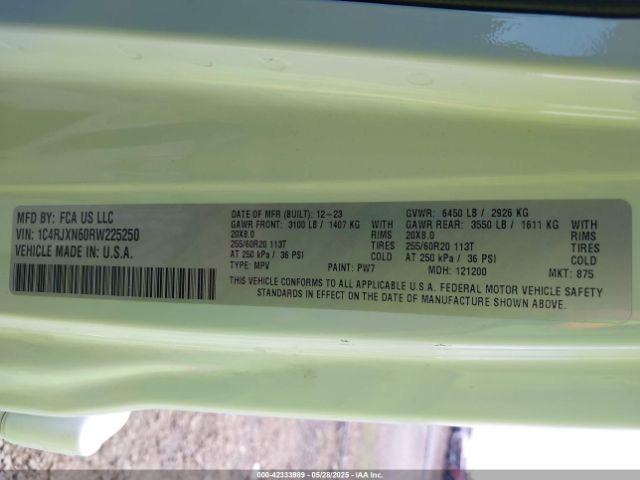 MFD BY: FCA US LLC
VIN: 1C4RJXN60RW225250
VEHICLE MADE IN: U.S.A.
DATE OF MFR (BUILT): 12-23
GAWR FRONT: 3100 LB / 1407 KG WITH
20X8.0 TIRES
255/60R20 113T COLD
AT 250 kPa / 36 PSI
TYPE: MPV PAINT: PW7
GVWR: 6450 LB / 2926 KG
GAWR REAR: 3550 LB / 1611 KG WITH
20X8.0 TIRES
255/60R20 113T COLD
AT 250 kPa / 36 PSI
MDH: 121200 MKT: 875
THIS VEHICLE CONFORMS TO ALL APPLICABLE U.S.A. FEDERAL MOTOR VEHICLE SAFETY
STANDARDS IN EFFECT ON THE DATE OF MANUFACTURE SHOWN ABOVE.
000-42333989 - 05/28/2025 - COPYRIGHT IAA, LLC.